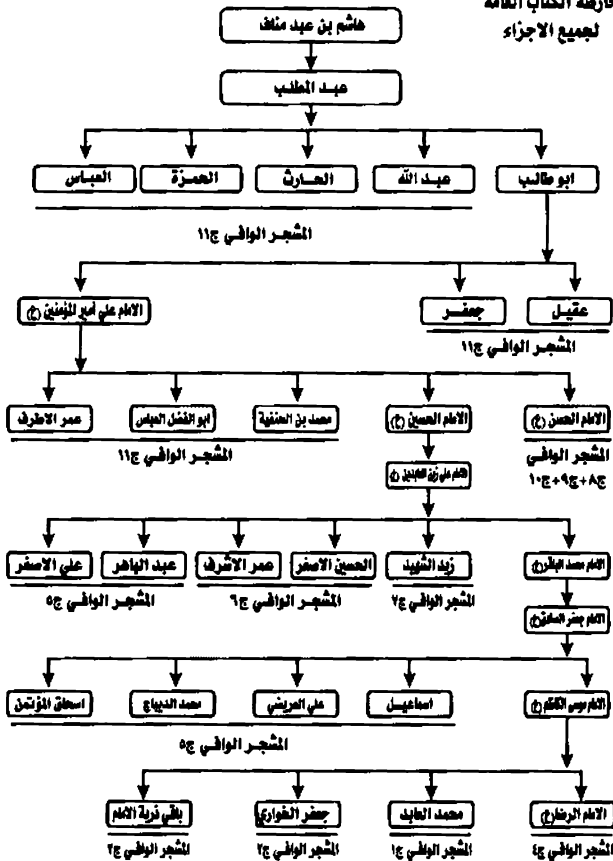 خارطة الكتاب العامة
لجميع الاجزاء
هاشم بن عبد مناف
عبد المطلب
ابو طالب
عبد الله
الحارث
الحمزة
العباس
المشجر الوافي ج١١
عقيل
جعفر
الامام علي أمير المؤمنين (ع)
المشجر الوافي ج١١
الامام الحسن (ع)
الامام الحسين (ع)
محمد بن الحنفية
ابو الفضل العباس
عمر الاطرف
المشجر الوافي
ج٨+ج٩+ج١٠
المشجر الوافي ج١١
الامام علي زين العابدين (ع)
الامام محمد الباقر (ع)
زيد الشهيد
الحسين الاصغر
عمر الاشرف
عبد الباهر
علي الاصغر
المشجر الوافي ج٧
المشجر الوافي ج٦
المشجر الوافي ج٥
الامام جعفر الصادق (ع)
الامام موسى الكاظم (ع)
اسماعيل
علي العريضي
محمد الديباج
اسحاق المؤتمن
المشجر الوافي ج٥
الامام الرضا (ع)
محمد العابد
جعفر الخواري
باقي ذرية الامام
المشجر الوافي ج٤
المشجر الوافي ج١
المشجر الوافي ج٢
المشجر الوافي ج٣